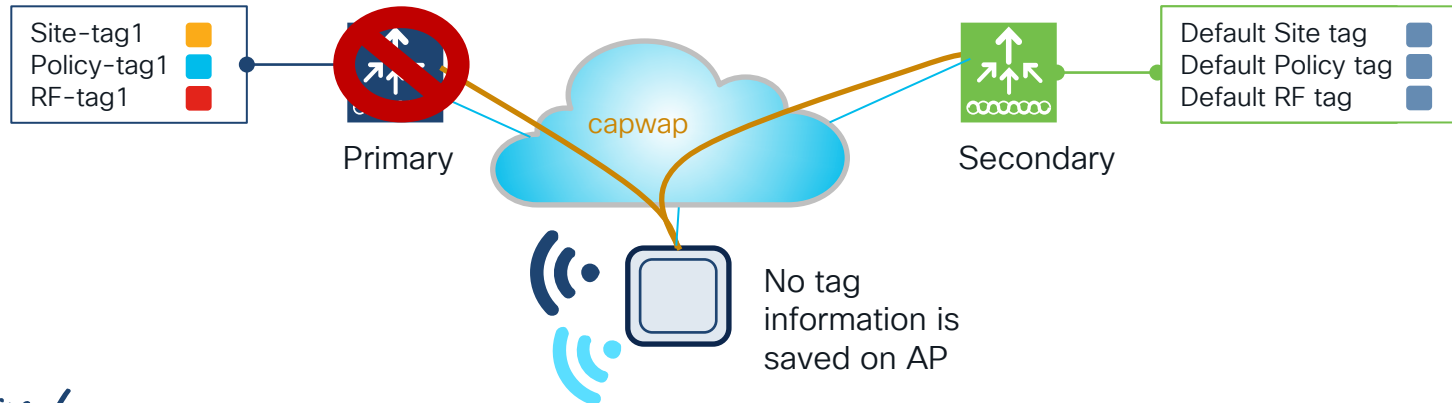 Site-tag1
Policy-tag1
RF-tag1
Primary
capwap
Secondary
Default Site tag
Default Policy tag
Default RF tag
No tag
information is
saved on AP